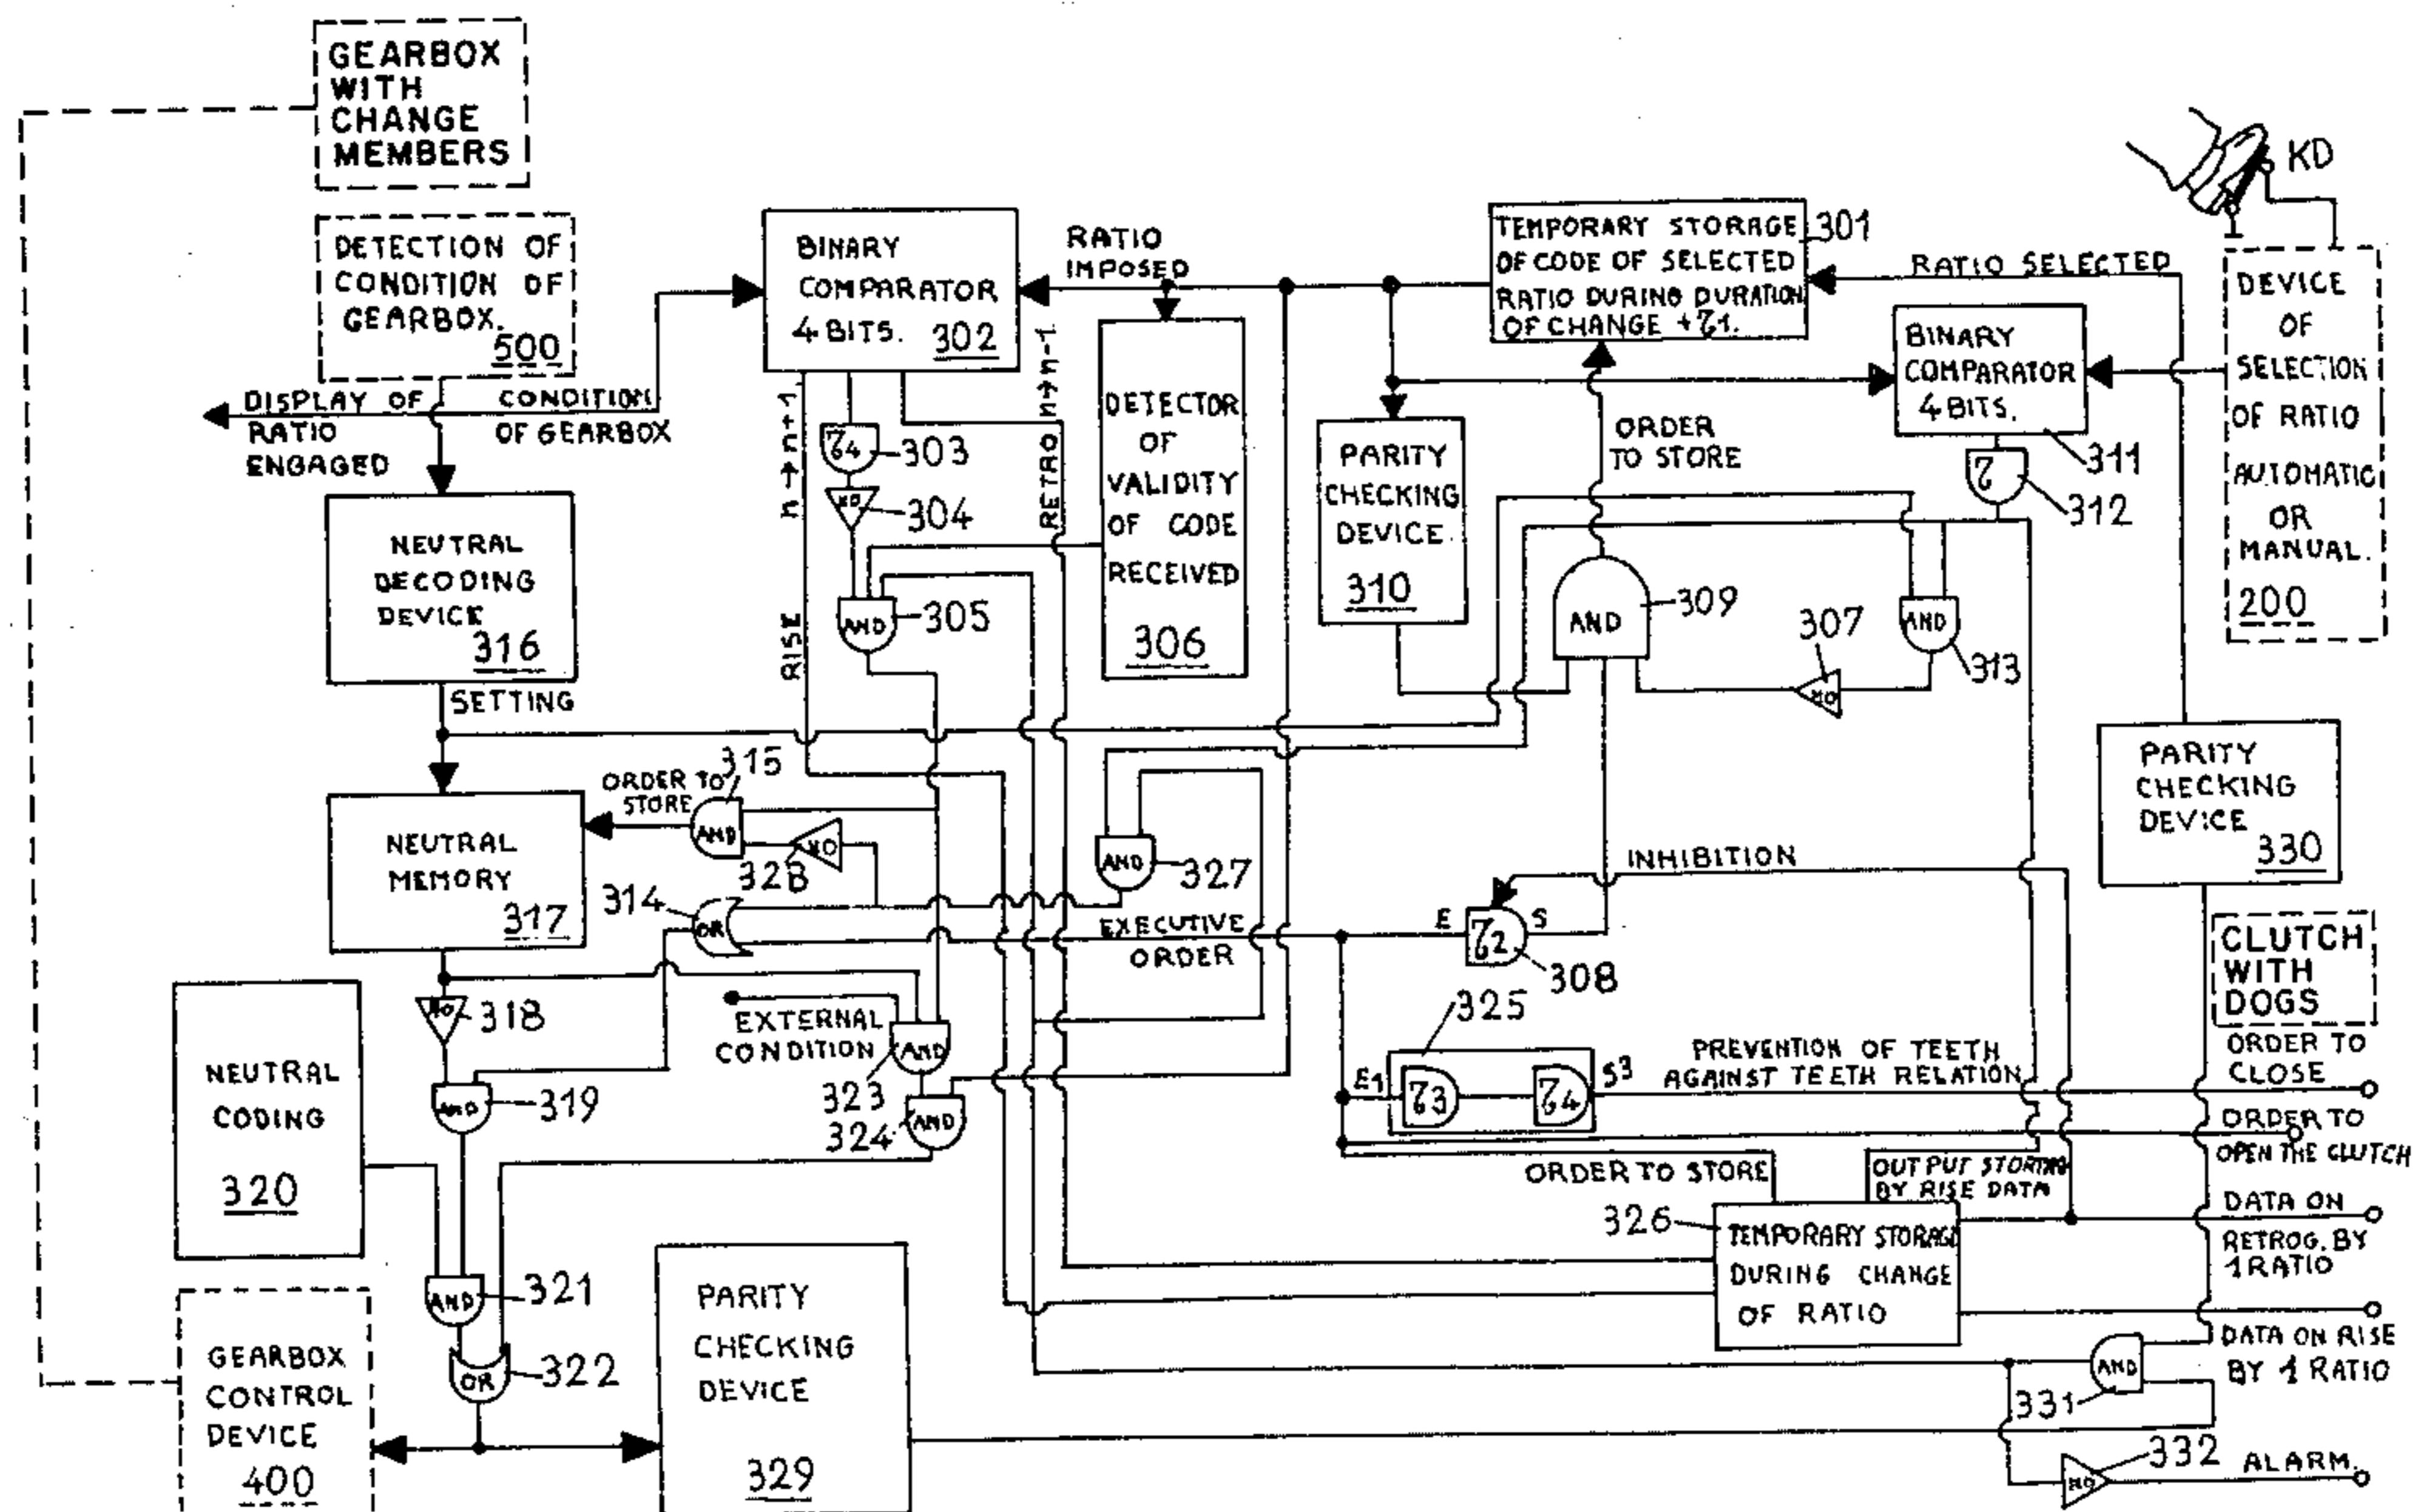 GEARBOX
WITH
CHANGE
MEMBERS
DETECTION OF
CONDITION OF
GEARBOX.
500
DISPLAY OF
RATIO
ENGAGED
CONDITION
OF GEARBOX
BINARY
COMPARATOR
4 BITS. 302
RATIO
IMPOSED
TEMPORARY STORAGE
OF CODE OF SELECTED
RATIO DURING DURATION
OF CHANGE + τ1.
301
RATIO SELECTED
KD
DEVICE
OF
SELECTION
OF RATIO
AUTOMATIC
OR
MANUAL.
200
BINARY
COMPARATOR
4 BITS.
311
τ
312
n→n+1
RISE
τ4
303
NO
304
AND
305
RETRO n→n-1
DETECTOR
OF
VALIDITY
OF CODE
RECEIVED
306
PARITY
CHECKING
DEVICE
310
ORDER
TO STORE
AND
309
307
NO
AND
313
NEUTRAL
DECODING
DEVICE
316
SETTING
NEUTRAL
MEMORY
317
ORDER TO
STORE
315
AND
NO
328
314
OR
AND
327
EXECUTIVE
ORDER
INHIBITION
E
τ2
S
308
PARITY
CHECKING
DEVICE
330
CLUTCH
WITH
DOGS
ORDER TO
CLOSE
ORDER TO
OPEN THE CLUTCH
NO
318
EXTERNAL
CONDITION
AND
323
AND
324
325
E1
τ3
τ4
S3
PREVENTION OF TEETH
AGAINST TEETH RELATION
NEUTRAL
CODING
320
AND
319
ORDER TO STORE
OUTPUT STORING
BY RISE DATA
326
TEMPORARY STORAGE
DURING CHANGE
OF RATIO
DATA ON
RETROG. BY
1 RATIO
DATA ON RISE
BY 1 RATIO
AND
321
OR
322
GEARBOX
CONTROL
DEVICE
400
PARITY
CHECKING
DEVICE
329
AND
331
NO
332
ALARM.